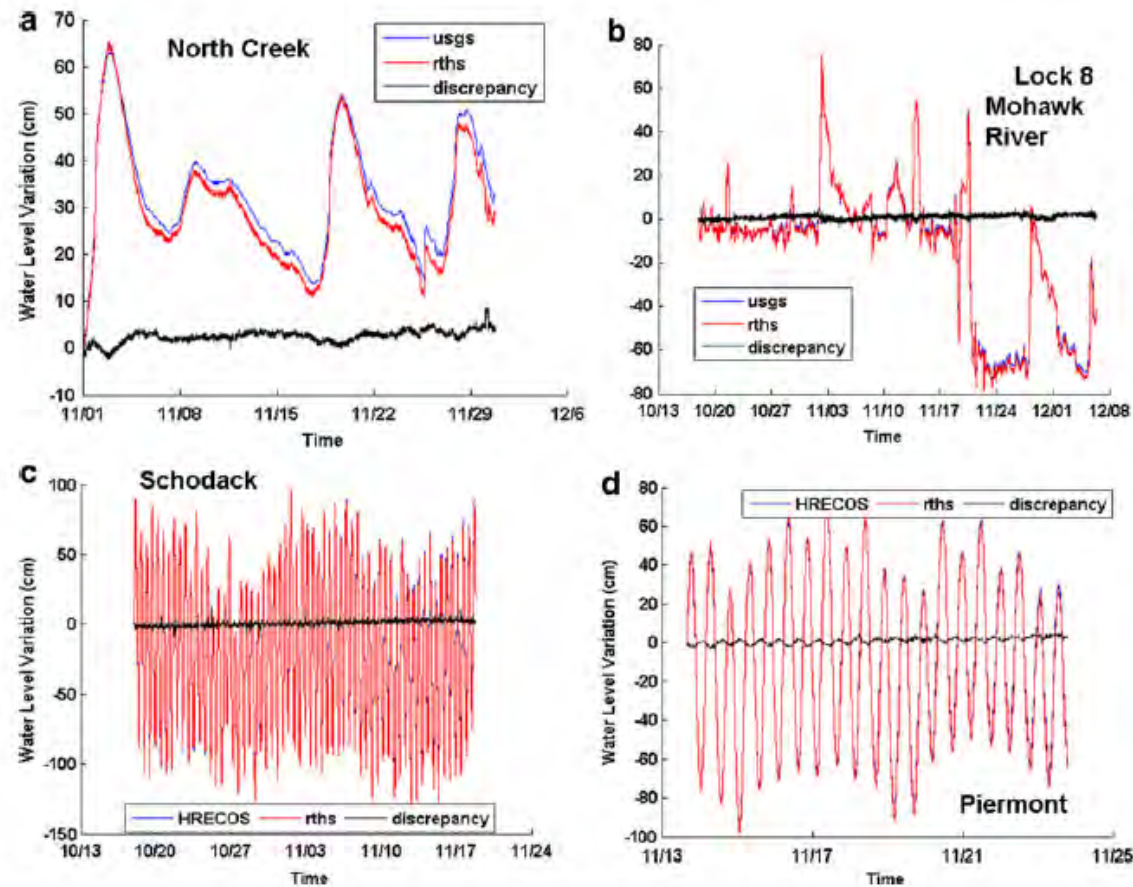 a
North Creek
usgs
rths
discrepancy
Water Level Variation (cm)
70
60
50
40
30
20
10
0
-10
11/01 11/08 11/15 11/22 11/29 12/6
Time
b
Lock 8
Mohawk
River
usgs
rths
discrepancy
Water Level Variation (cm)
80
60
40
20
0
-20
-40
-60
-80
10/13 10/20 10/27 11/03 11/10 11/17 11/24 12/01 12/08
Time
c
Schodack
HRECOS rths discrepancy
Water Level Variation (cm)
100
50
0
-50
-100
-150
10/13 10/20 10/27 11/03 11/10 11/17 11/24
Time
d
HRECOS rths discrepancy
Piermont
Water Level Variation (cm)
80
60
40
20
0
-20
-40
-60
-80
-100
11/13 11/17 11/21 11/25
Time